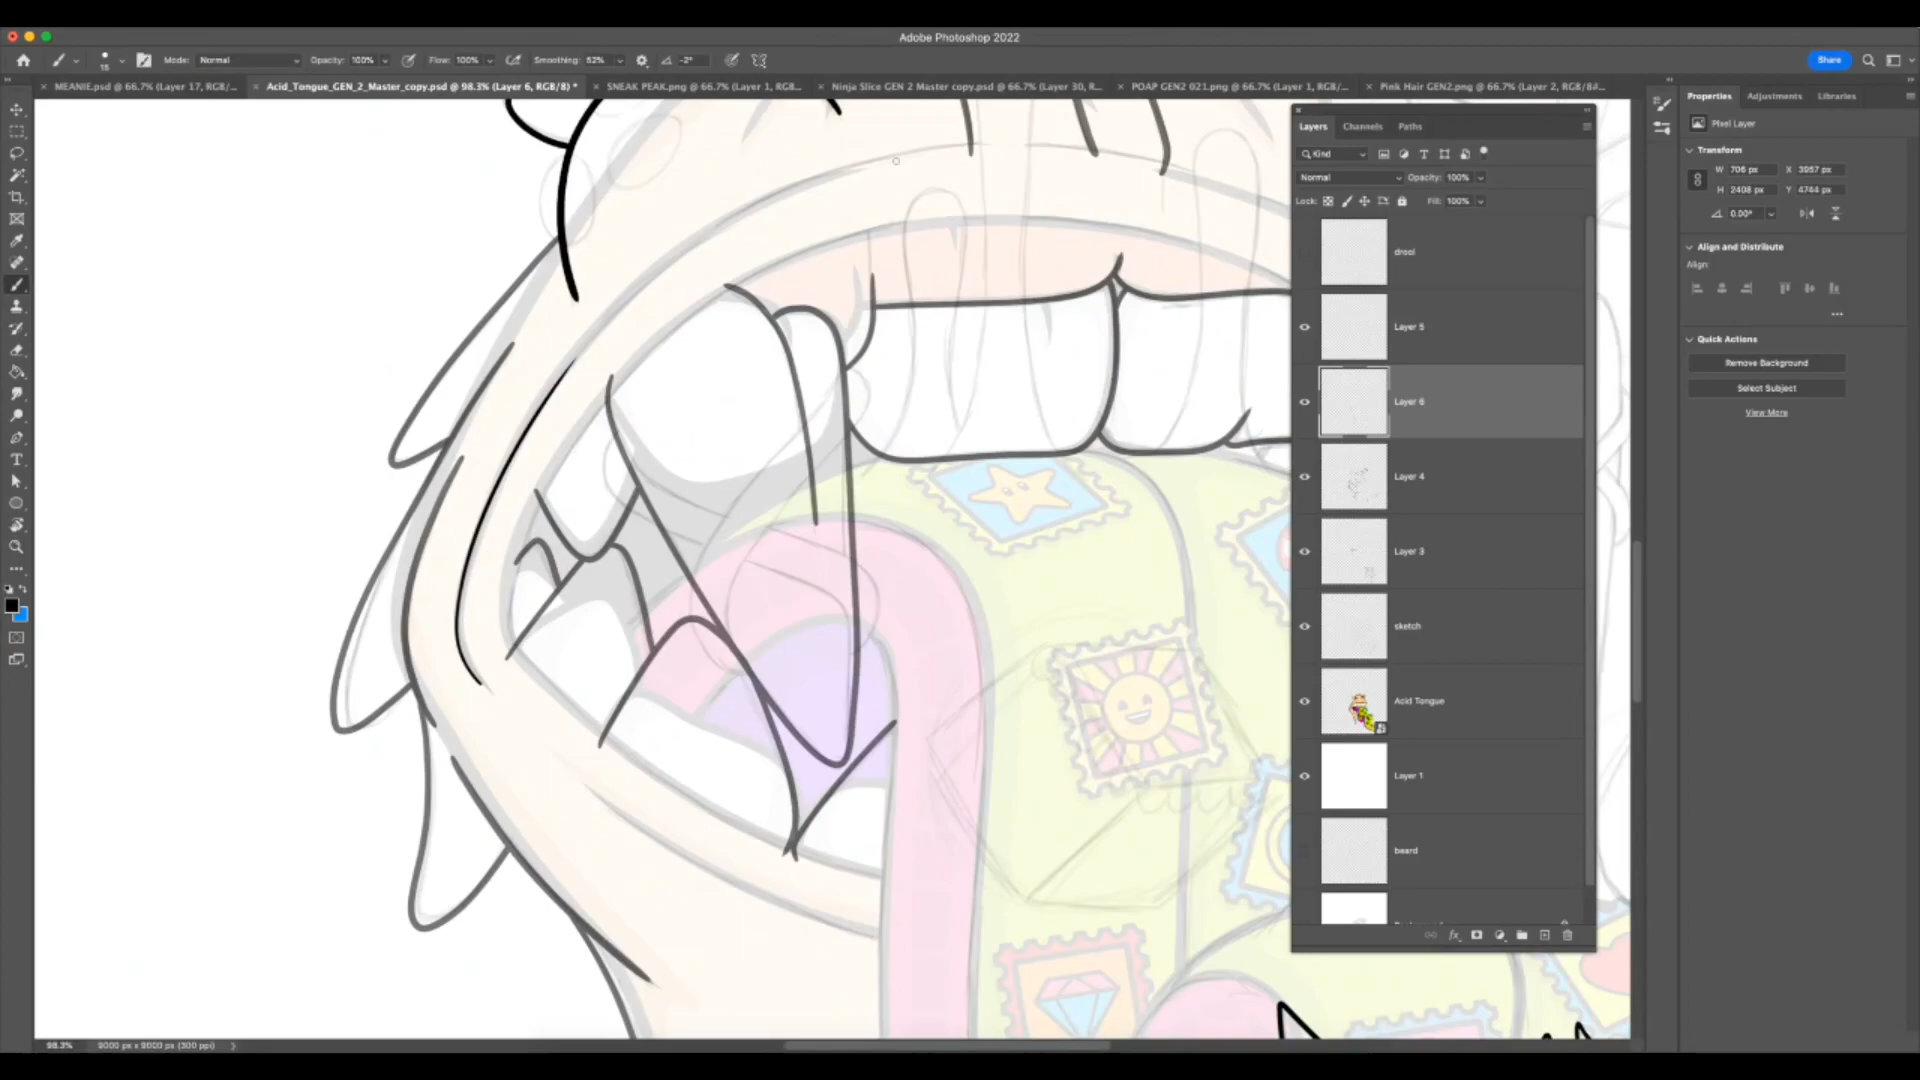 Adobe Photoshop 2022
15 Mode: Normal Opacity: 100% Flow: 100% Smoothing: 52% -2° Share
MEANIE.psd @ 66.7% (Layer 17, RGB/... Acid_Tongue_GEN_2_Master_copy.psd @ 98.3% (Layer 6, RGB/8) * SNEAK PEAK.png @ 66.7% (Layer 1, RGB... Ninja Slice GEN 2 Master copy.psd @ 66.7% (Layer 30, R... POAP GEN2 021.png @ 66.7% (Layer 1, RGB/... Pink Hair GEN2.png @ 66.7% (Layer 2, RGB/8#...
Properties Adjustments Libraries
Pixel Layer
Transform
W 706 px X 3957 px
H 2408 px Y 4744 px
0.00°
Align and Distribute
Align:
Quick Actions
Remove Background
Select Subject
View More
Layers Channels Paths
Kind
Normal Opacity: 100%
Lock: Fill: 100%
drool
Layer 5
Layer 6
Layer 4
Layer 3
sketch
Acid Tongue
Layer 1
beard
fx
98.3% 9000 px x 9000 px (300 ppi)